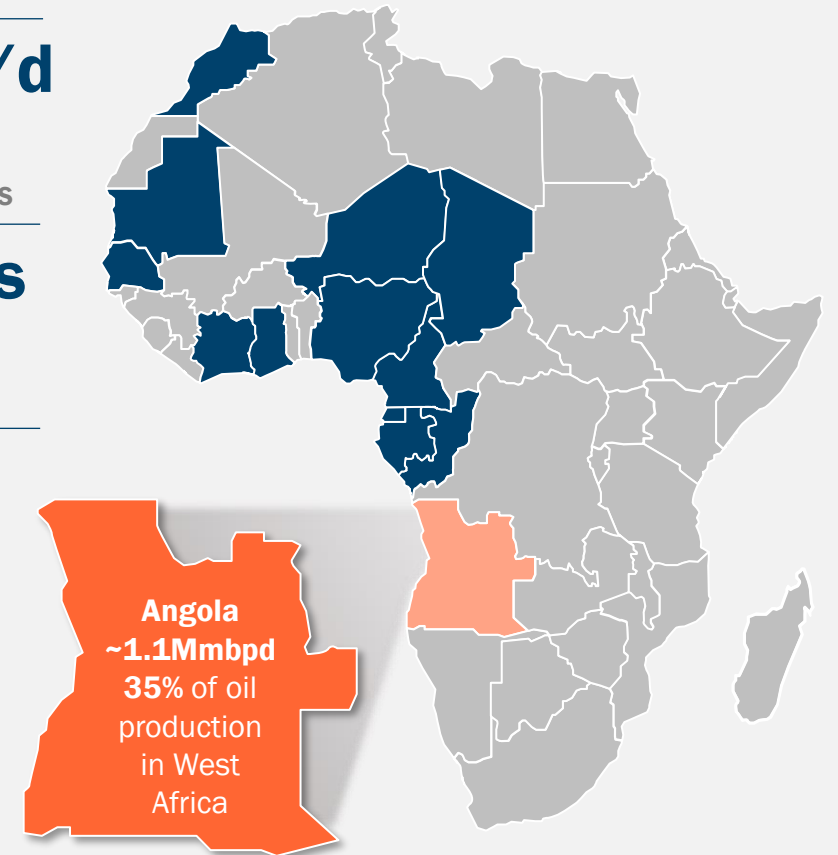 /d
s
s
Angola
~1.1Mmbpd
35% of oil
production
in West
Africa